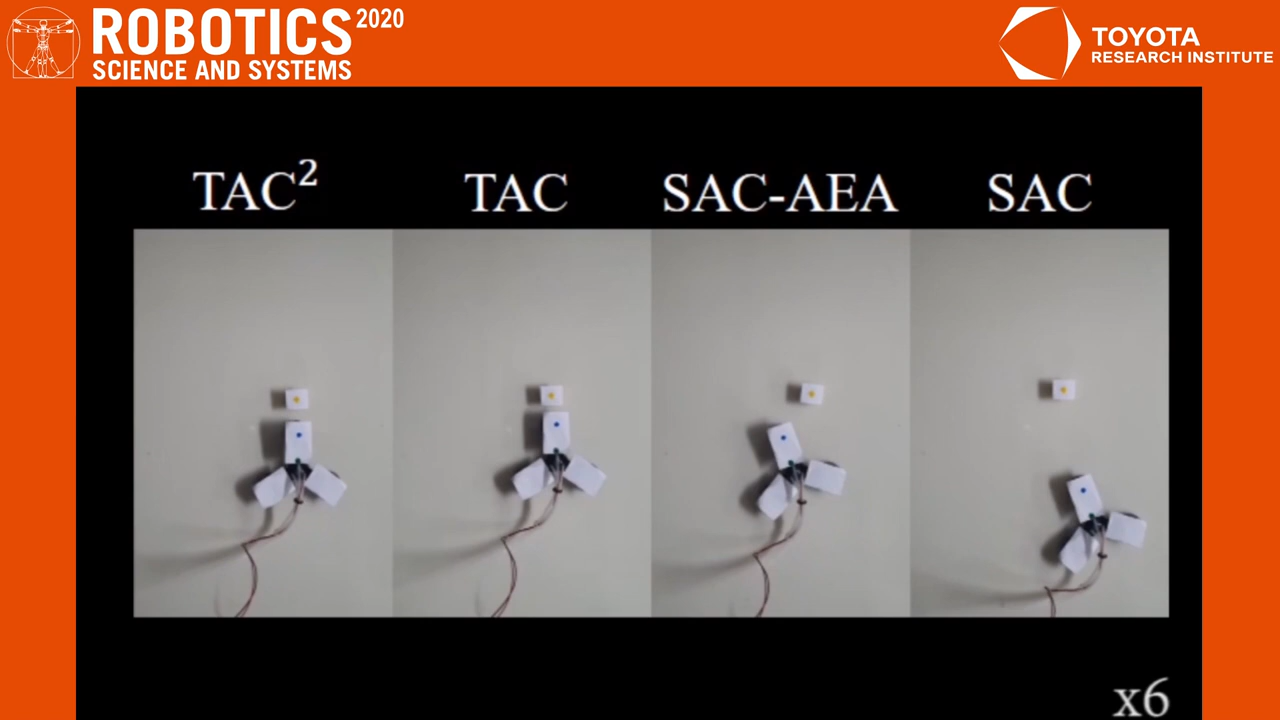 ROBOTICS 2020
SCIENCE AND SYSTEMS
TOYOTA
RESEARCH INSTITUTE
TAC²
TAC
SAC-AEA
SAC
x6